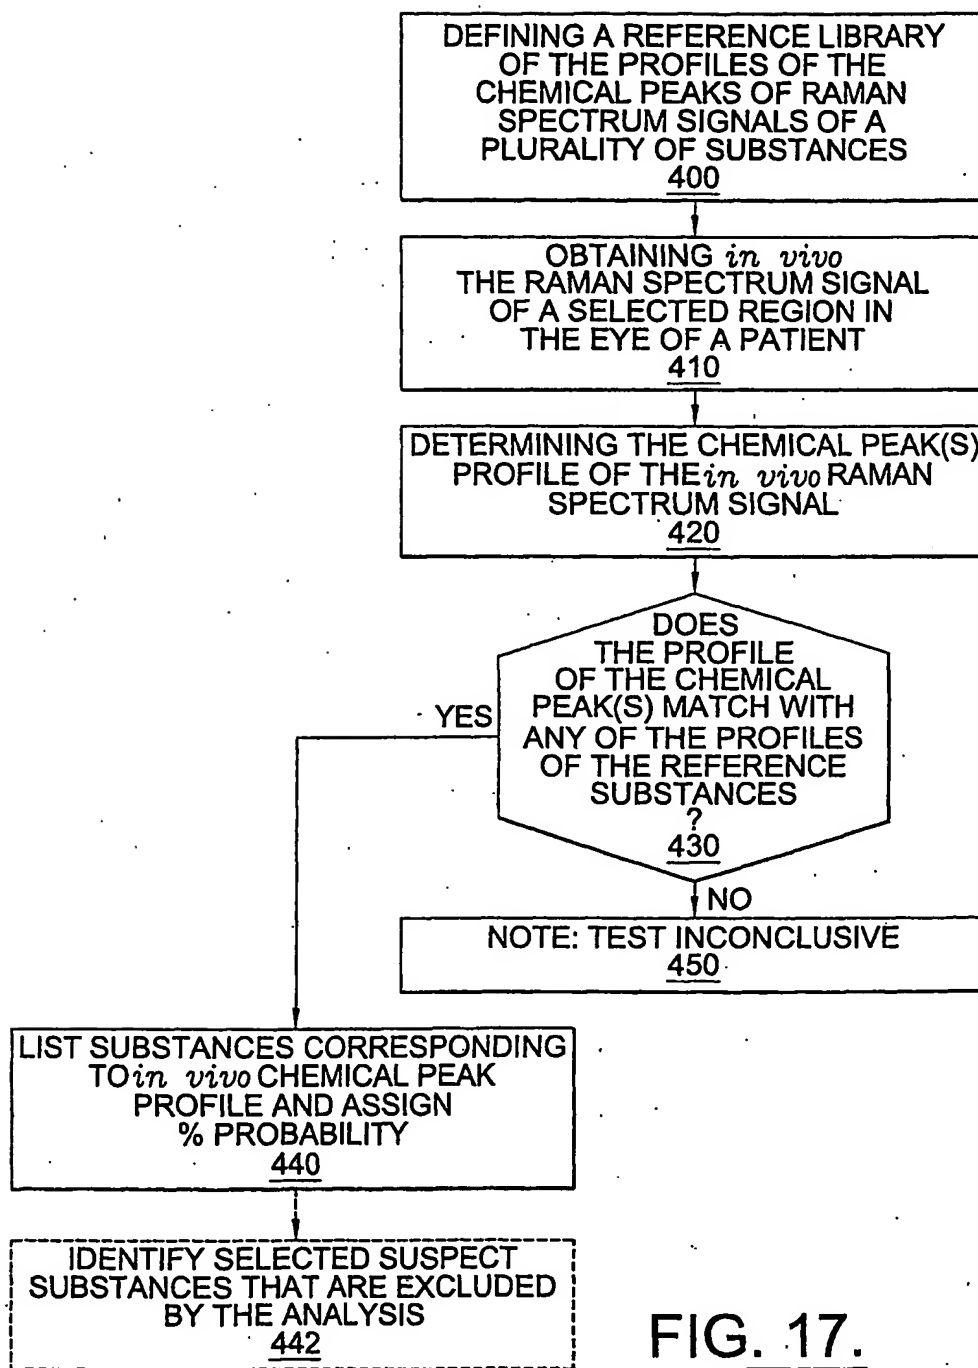 DEFINING A REFERENCE LIBRARY
OF THE PROFILES OF THE
CHEMICAL PEAKS OF RAMAN
SPECTRUM SIGNALS OF A
PLURALITY OF SUBSTANCES
400
OBTAINING in vivo
THE RAMAN SPECTRUM SIGNAL
OF A SELECTED REGION IN
THE EYE OF A PATIENT
410
DETERMINING THE CHEMICAL PEAK(S)
PROFILE OF THE in vivo RAMAN
SPECTRUM SIGNAL
420
DOES
THE PROFILE
OF THE CHEMICAL
PEAK(S) MATCH WITH
ANY OF THE PROFILES
OF THE REFERENCE
SUBSTANCES
?
430
YES
NO
NOTE: TEST INCONCLUSIVE
450
LIST SUBSTANCES CORRESPONDING
TO in vivo CHEMICAL PEAK
PROFILE AND ASSIGN
% PROBABILITY
440
IDENTIFY SELECTED SUSPECT
SUBSTANCES THAT ARE EXCLUDED
BY THE ANALYSIS
442
FIG. 17.